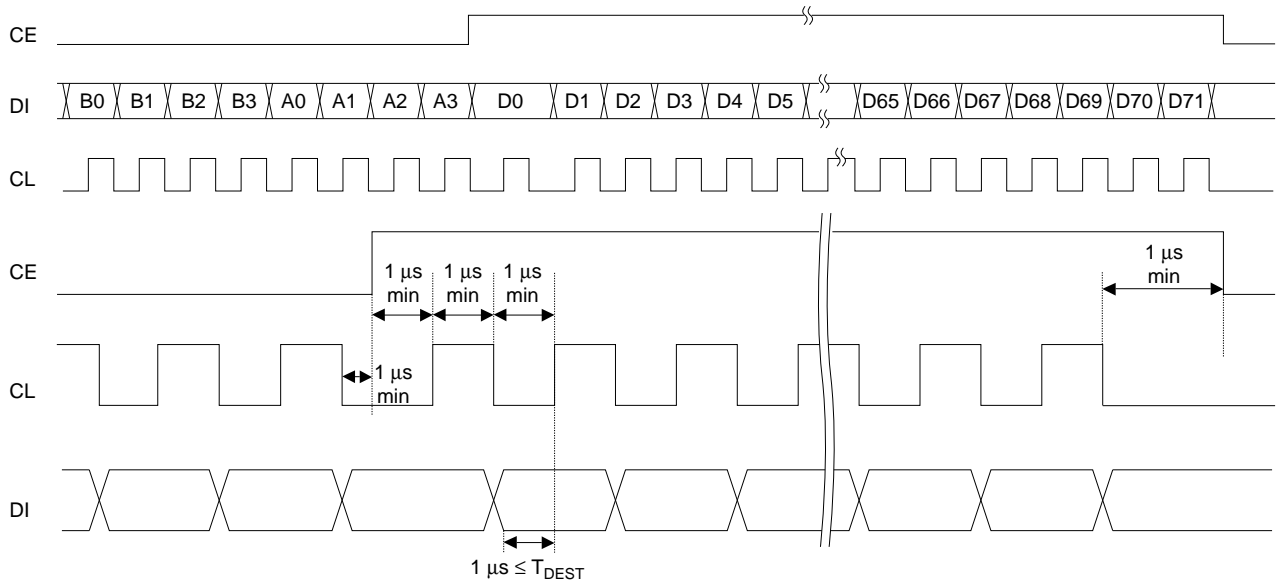 CE
DI B0 B1 B2 B3 A0 A1 A2 A3 D0 D1 D2 D3 D4 D5 D65 D66 D67 D68 D69 D70 D71
CL
CE
1 μs min
1 μs min
1 μs min
1 μs min
CL
1 μs min
DI
1 μs ≤ TDEST